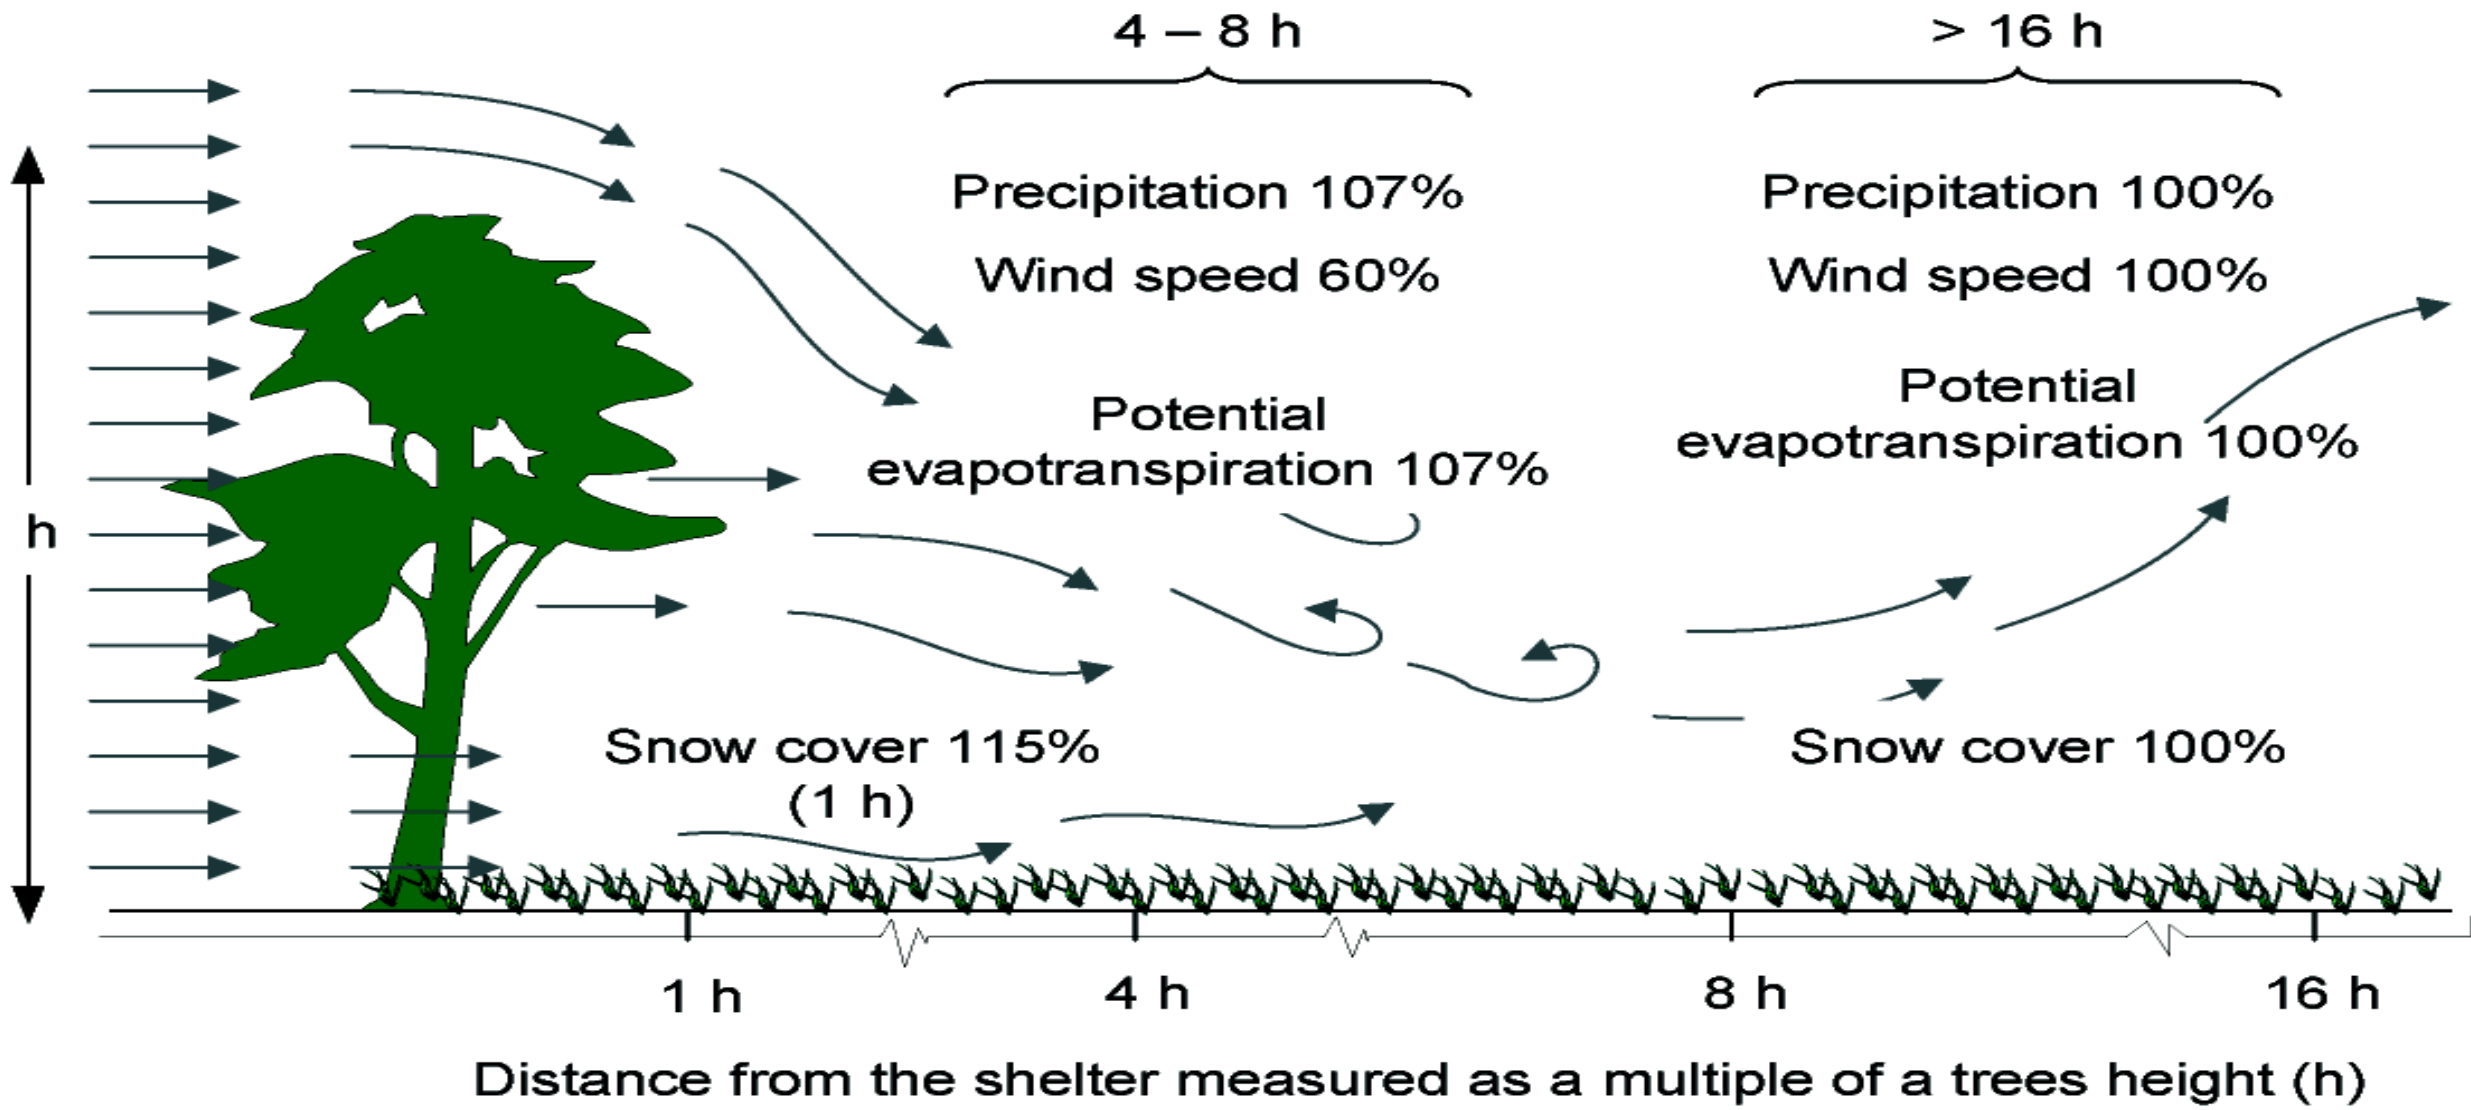 4 – 8 h
> 16 h
Precipitation 107%
Wind speed 60%
Potential
evapotranspiration 107%
Precipitation 100%
Wind speed 100%
Potential
evapotranspiration 100%
h
Snow cover 115%
(1 h)
Snow cover 100%
1 h
4 h
8 h
16 h
Distance from the shelter measured as a multiple of a trees height (h)